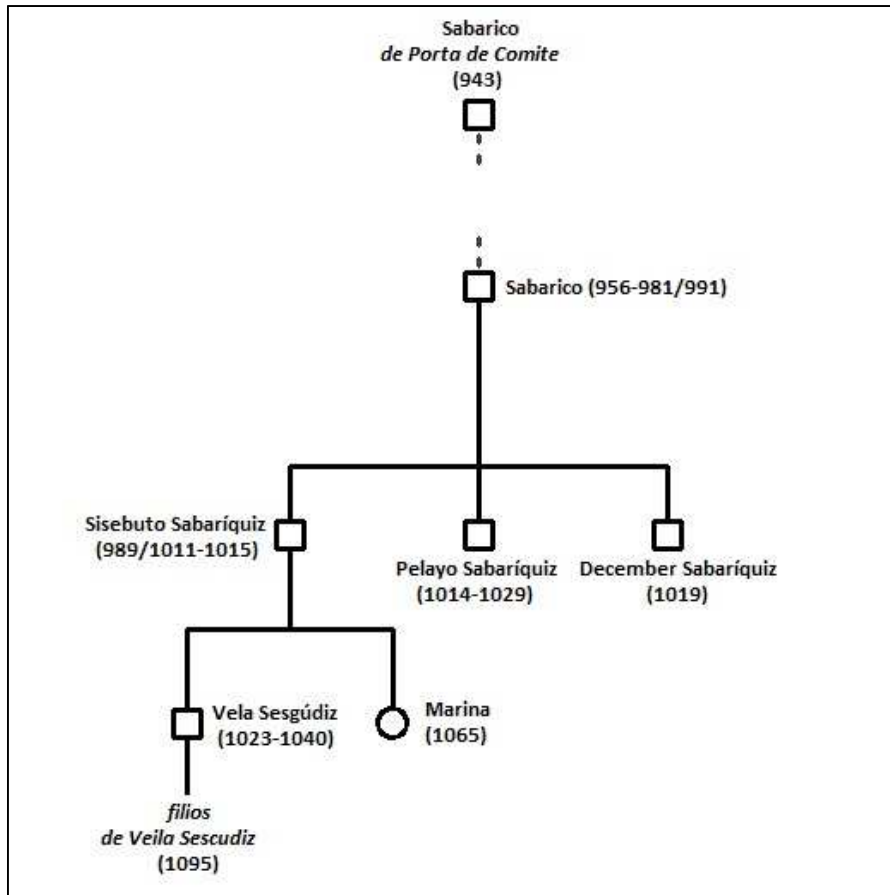 Sabarico
de Porta de Comite
(943)
Sabarico (956-981/991)
Sisebuto Sabaríquiz
(989/1011-1015)
Pelayo Sabaríquiz
(1014-1029)
December Sabaríquiz
(1019)
Vela Sesgúdiz
(1023-1040)
Marina
(1065)
filios
de Veila Sescudiz
(1095)